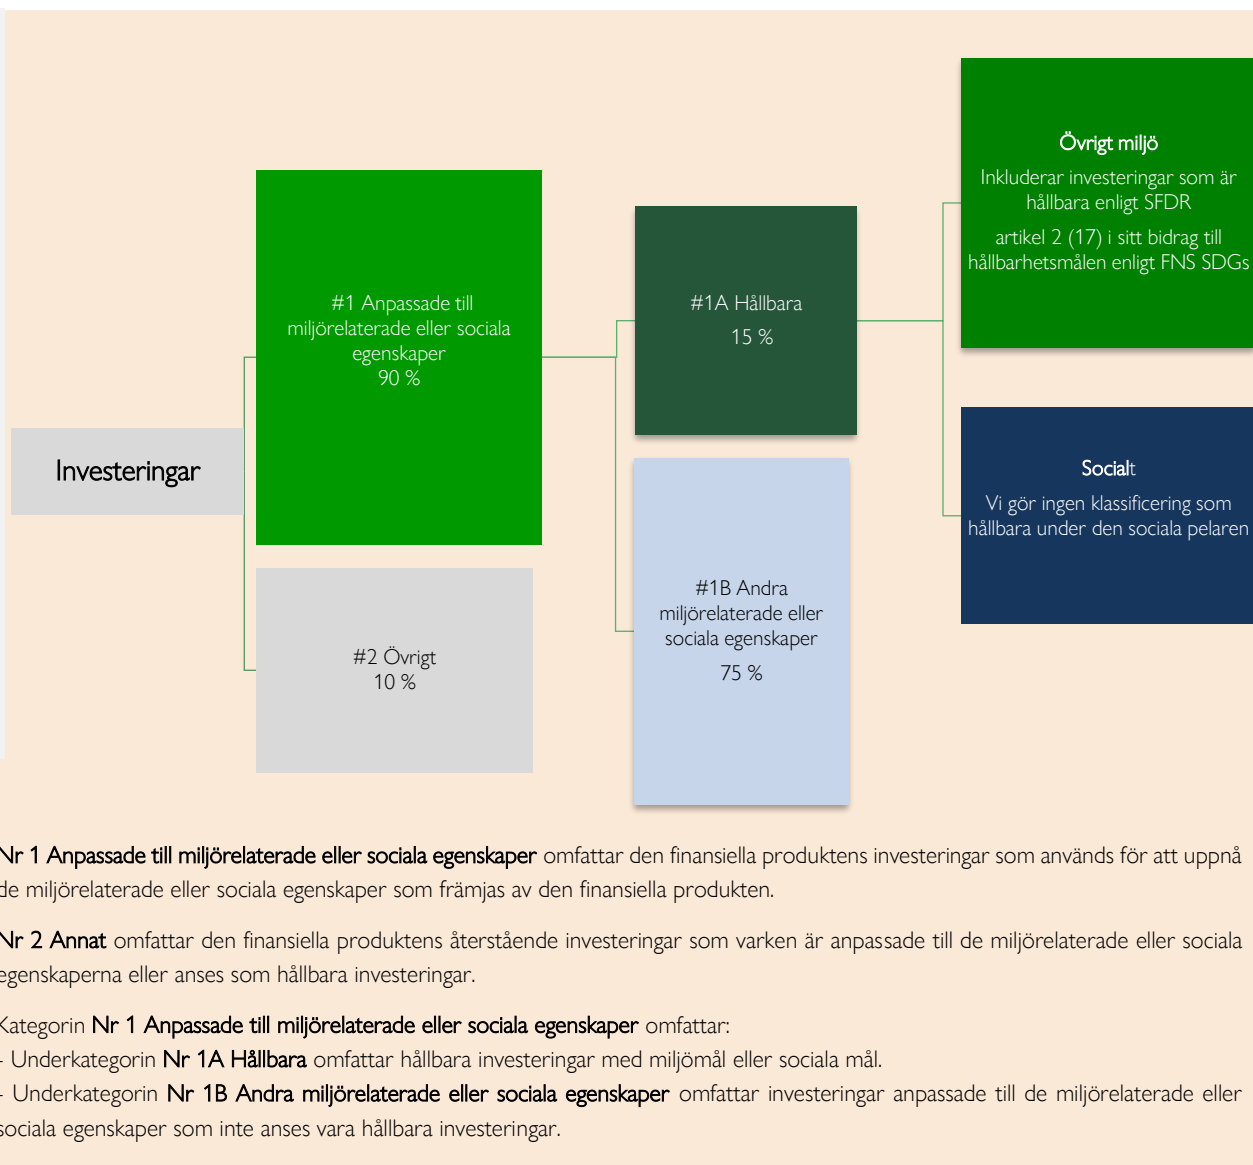 Investeringar
#1 Anpassade till
miljörelaterade eller sociala
egenskaper
90 %
#2 Övrigt
10 %
#1A Hållbara
15 %
#1B Andra
miljörelaterade eller
sociala egenskaper
75 %
Övrigt miljö
Inkluderar investeringar som är
hållbara enligt SFDR
artikel 2 (17) i sitt bidrag till
hållbarhetsmålen enligt FNS SDGs
Socialt
Vi gör ingen klassificering som
hållbara under den sociala pelaren
Nr 1 Anpassade till miljörelaterade eller sociala egenskaper omfattar den finansiella produktens investeringar som används för att uppnå
de miljörelaterade eller sociala egenskaper som främjas av den finansiella produkten.
Nr 2 Annat omfattar den finansiella produktens återstående investeringar som varken är anpassade till de miljörelaterade eller sociala
egenskaperna eller anses som hållbara investeringar.
Kategorin Nr 1 Anpassade till miljörelaterade eller sociala egenskaper omfattar:
- Underkategorin Nr 1A Hållbara omfattar hållbara investeringar med miljömål eller sociala mål.
- Underkategorin Nr 1B Andra miljörelaterade eller sociala egenskaper omfattar investeringar anpassade till de miljörelaterade eller
sociala egenskaper som inte anses vara hållbara investeringar.